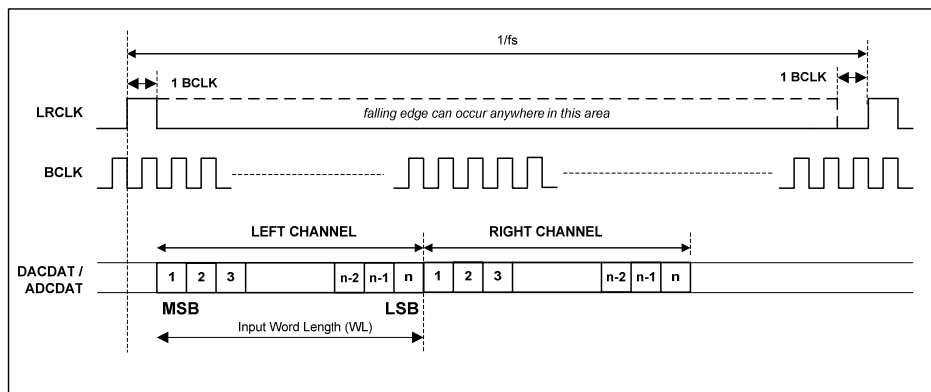 1/fs
1 BCLK
1 BCLK
LRCLK
falling edge can occur anywhere in this area
BCLK
LEFT CHANNEL
RIGHT CHANNEL
DACDAT /
ADCDAT
1 2 3 n-2 n-1 n 1 2 3 n-2 n-1 n
MSB
LSB
Input Word Length (WL)